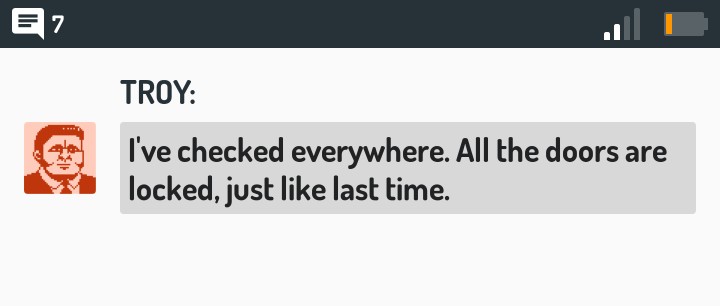 7
TROY:
I've checked everywhere. All the doors are
locked, just like last time.